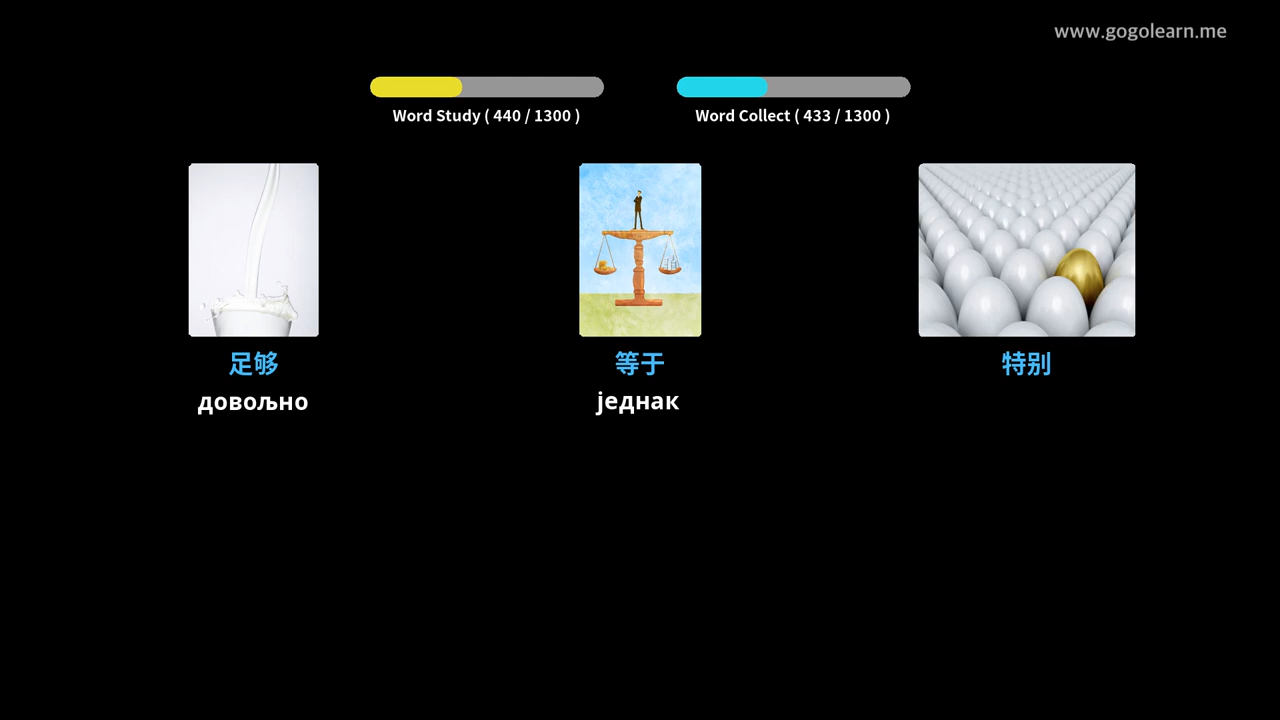 www.gogolearn.me
Word Study ( 440 / 1300 )
Word Collect ( 433 / 1300 )
足够
等于
特别
довољно
једнак